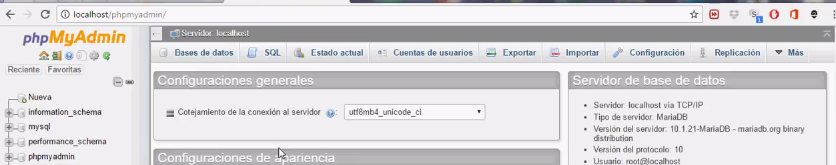 localhost/phpmyadmin/
phpMyAdmin
Reciente Favoritas
Nueva
information_schema
mysql
performance_schema
phpmyadmin
Servidor: localhost
Bases de datos SQL Estado actual Cuentas de usuarios Exportar Importar Configuración Replicación Más
Configuraciones generales
Cotejamiento de la conexión al servidor : utf8mb4_unicode_ci
Configuraciones de apariencia
Servidor de base de datos
Servidor: localhost via TCP/IP
Tipo de servidor: MariaDB
Versión del servidor: 10.1.21-MariaDB - mariadb.org binary
distribution
Versión del protocolo: 10
Usuario: root@localhost